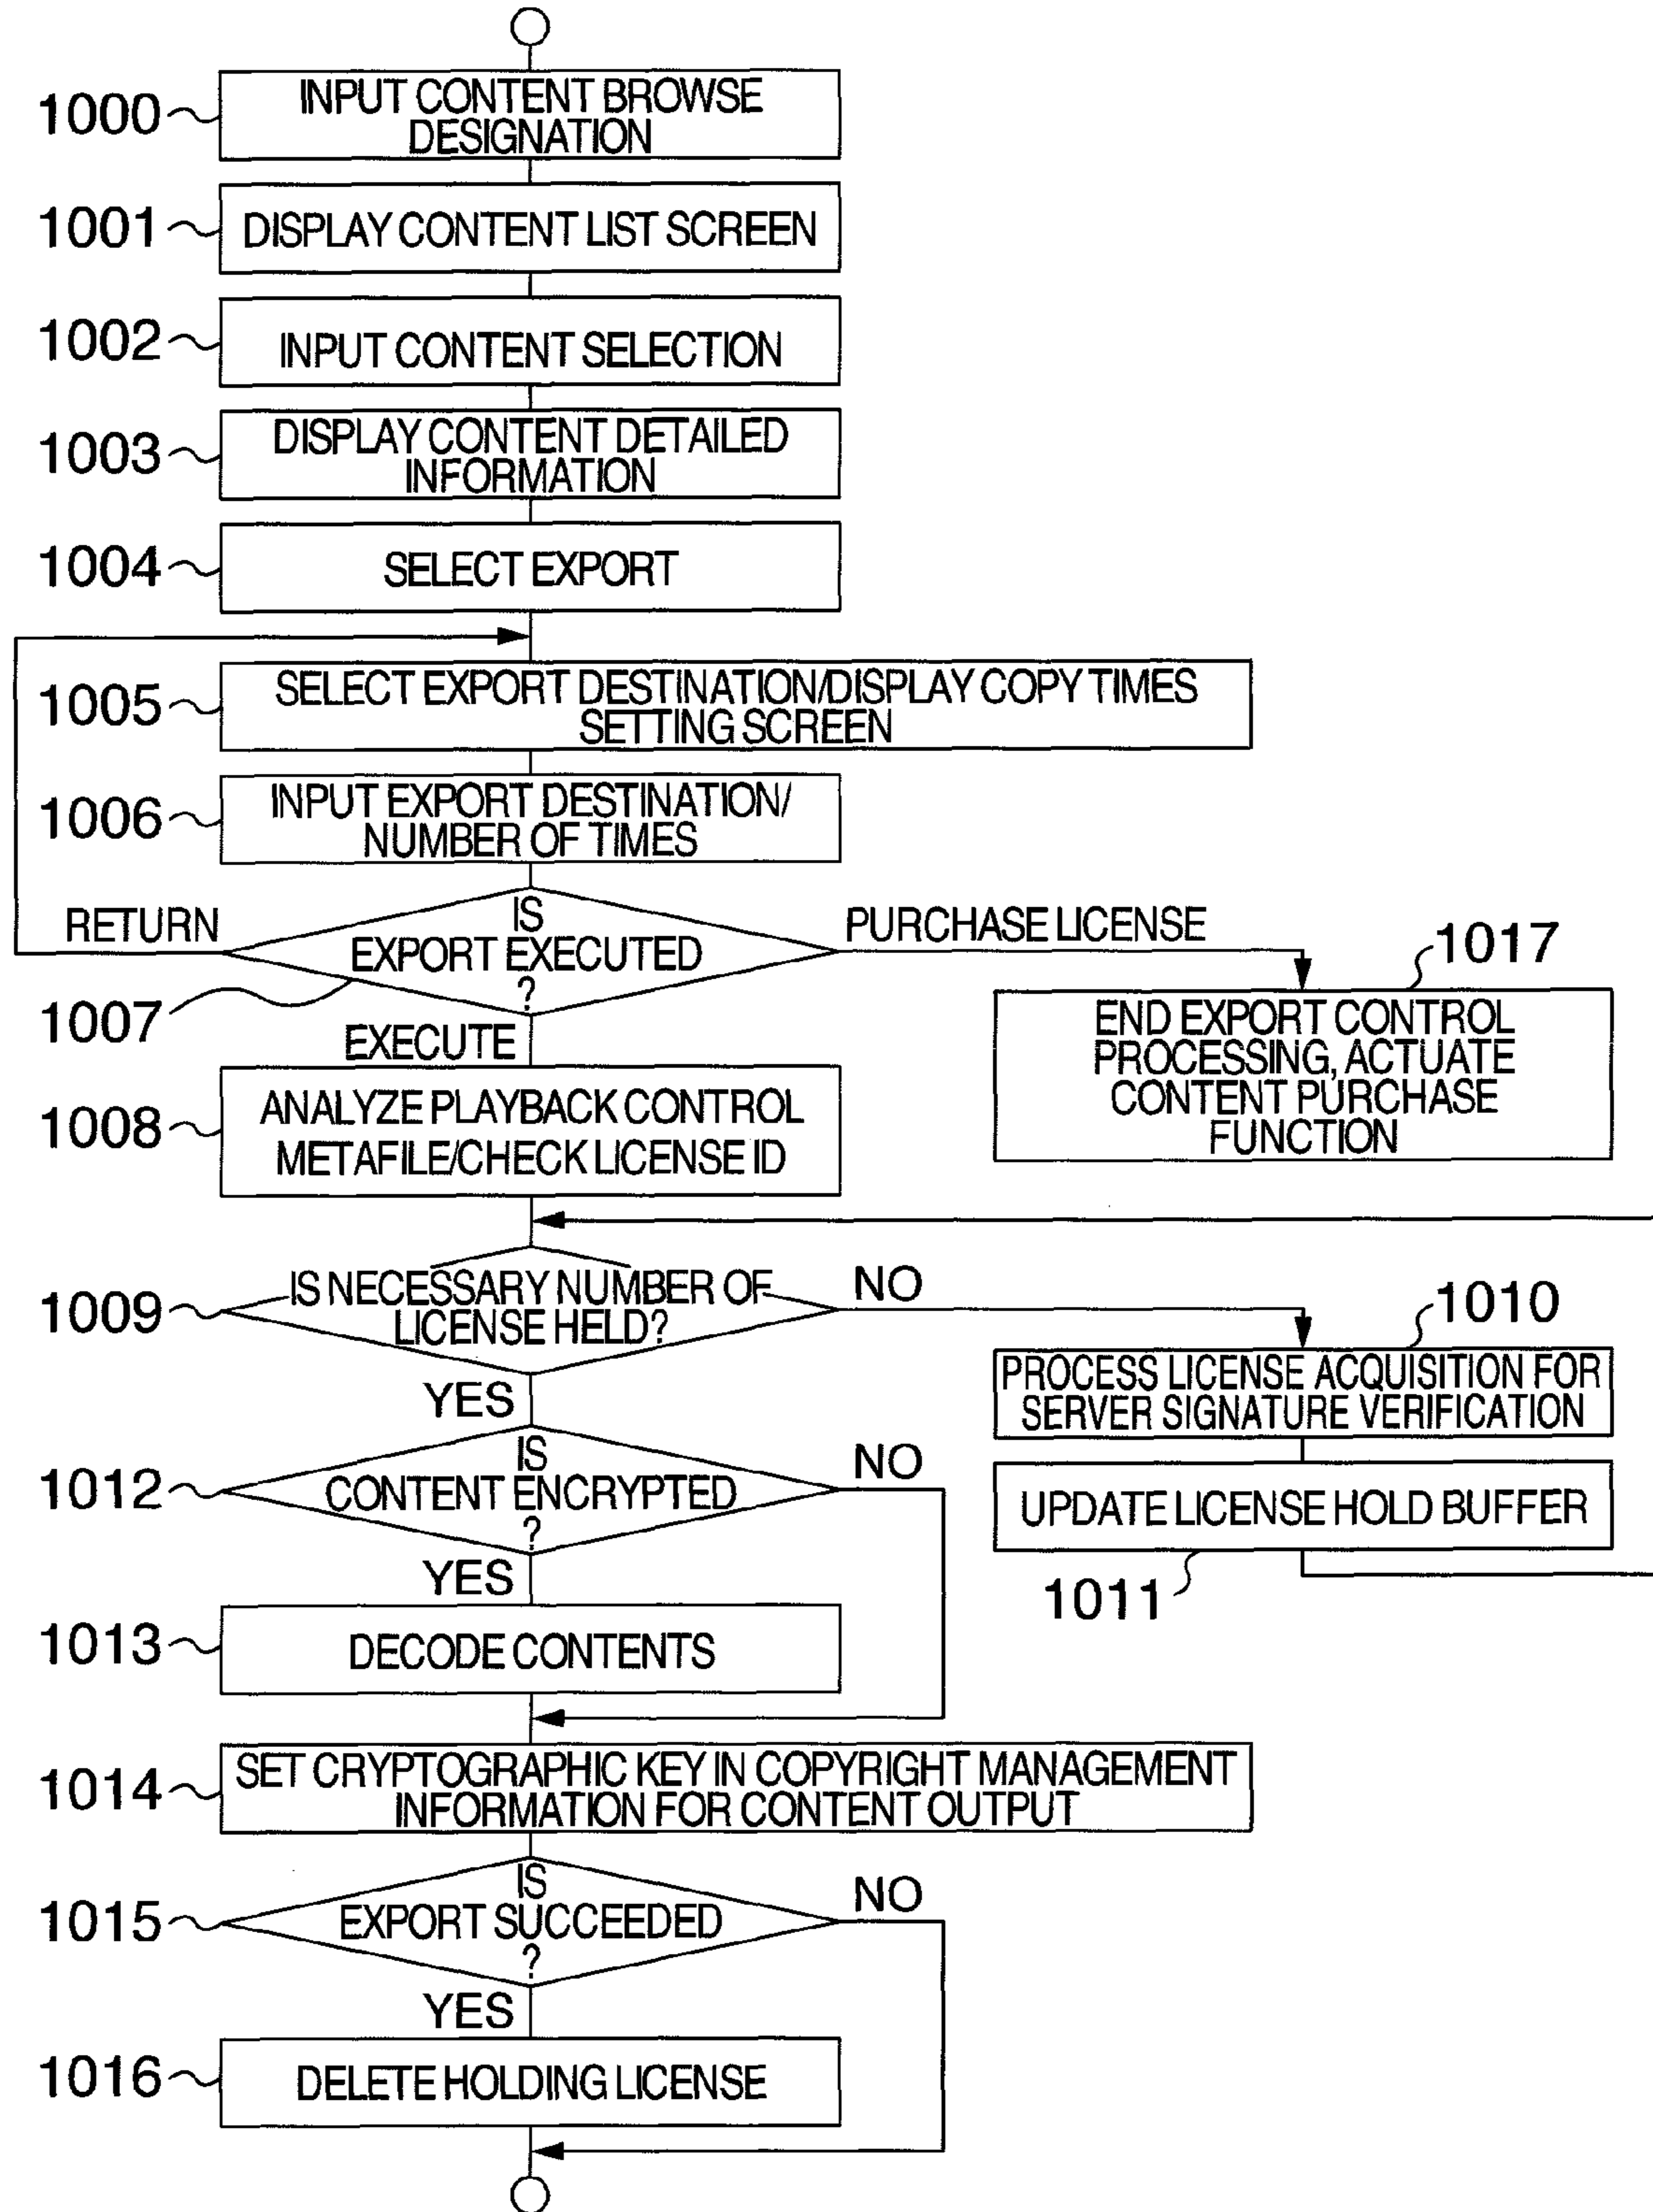 1000
INPUT CONTENT BROWSE
DESIGNATION
1001
DISPLAY CONTENT LIST SCREEN
1002
INPUT CONTENT SELECTION
1003
DISPLAY CONTENT DETAILED
INFORMATION
1004
SELECT EXPORT
1005
SELECT EXPORT DESTINATION/DISPLAY COPY TIMES
SETTING SCREEN
1006
INPUT EXPORT DESTINATION/
NUMBER OF TIMES
RETURN
IS
EXPORT EXECUTED
?
PURCHASE LICENSE
1007
EXECUTE
1017
END EXPORT CONTROL
PROCESSING, ACTUATE
CONTENT PURCHASE
FUNCTION
1008
ANALYZE PLAYBACK CONTROL
METAFILE/CHECK LICENSE ID
1009
IS NECESSARY NUMBER OF
LICENSE HELD?
NO
YES
1010
PROCESS LICENSE ACQUISITION FOR
SERVER SIGNATURE VERIFICATION
UPDATE LICENSE HOLD BUFFER
1011
1012
IS
CONTENT ENCRYPTED
?
NO
YES
1013
DECODE CONTENTS
1014
SET CRYPTOGRAPHIC KEY IN COPYRIGHT MANAGEMENT
INFORMATION FOR CONTENT OUTPUT
1015
IS
EXPORT SUCCEEDED
?
NO
YES
1016
DELETE HOLDING LICENSE